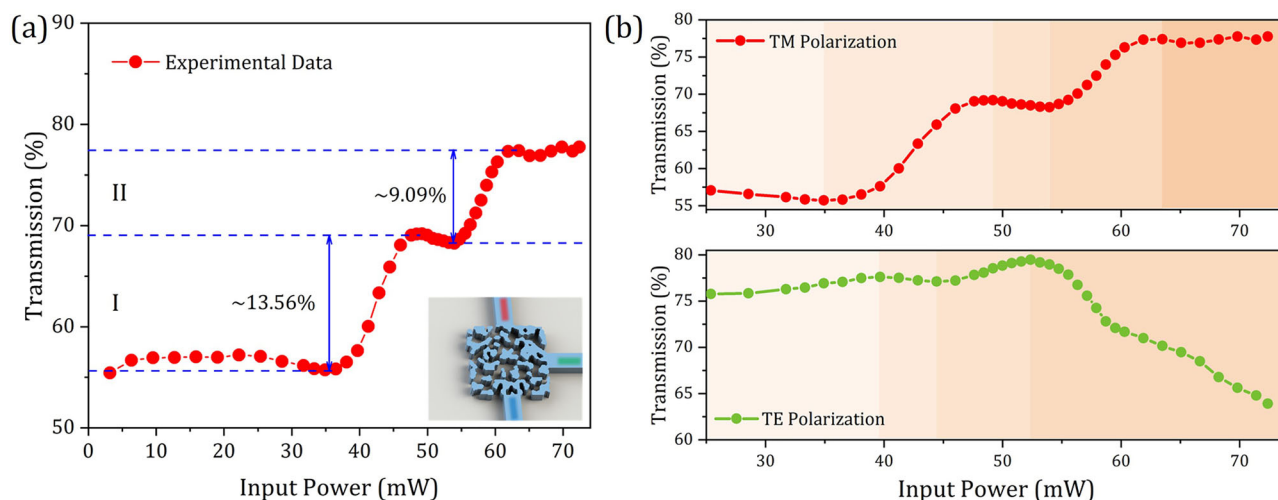 (a)
90
80
70
60
50
Transmission (%)
Experimental Data
II
~9.09%
I
~13.56%
0 10 20 30 40 50 60 70
Input Power (mW)
(b)
80
75
70
65
60
55
Transmission (%)
TM Polarization
30 40 50 60 70
80
75
70
65
60
Transmission (%)
TE Polarization
30 40 50 60 70
Input Power (mW)